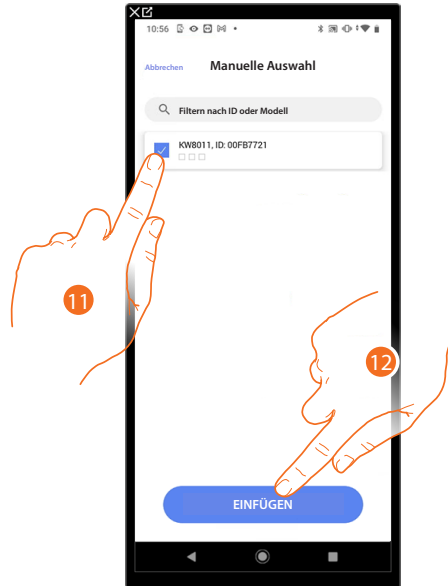 10:56
Abbrechen Manuelle Auswahl
Filtern nach ID oder Modell
KW8011, ID: 00FB7721
11
12
EINFÜGEN